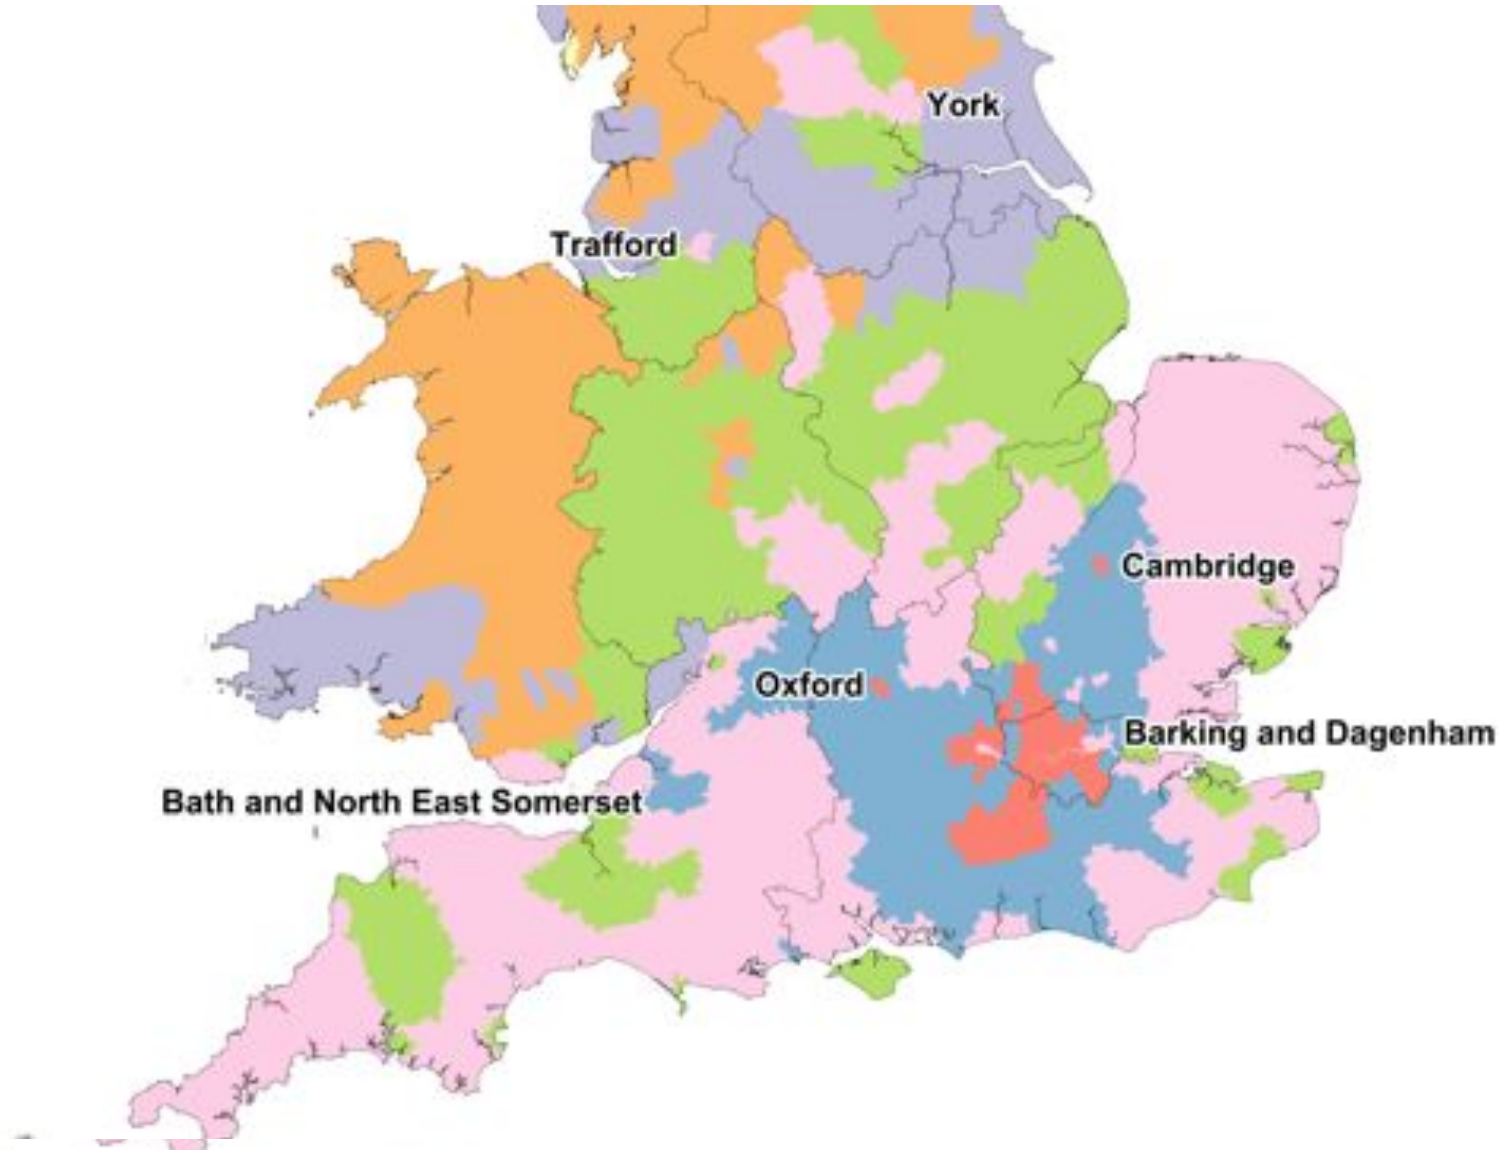 York
Trafford
Cambridge
Oxford
Barking and Dagenham
Bath and North East Somerset